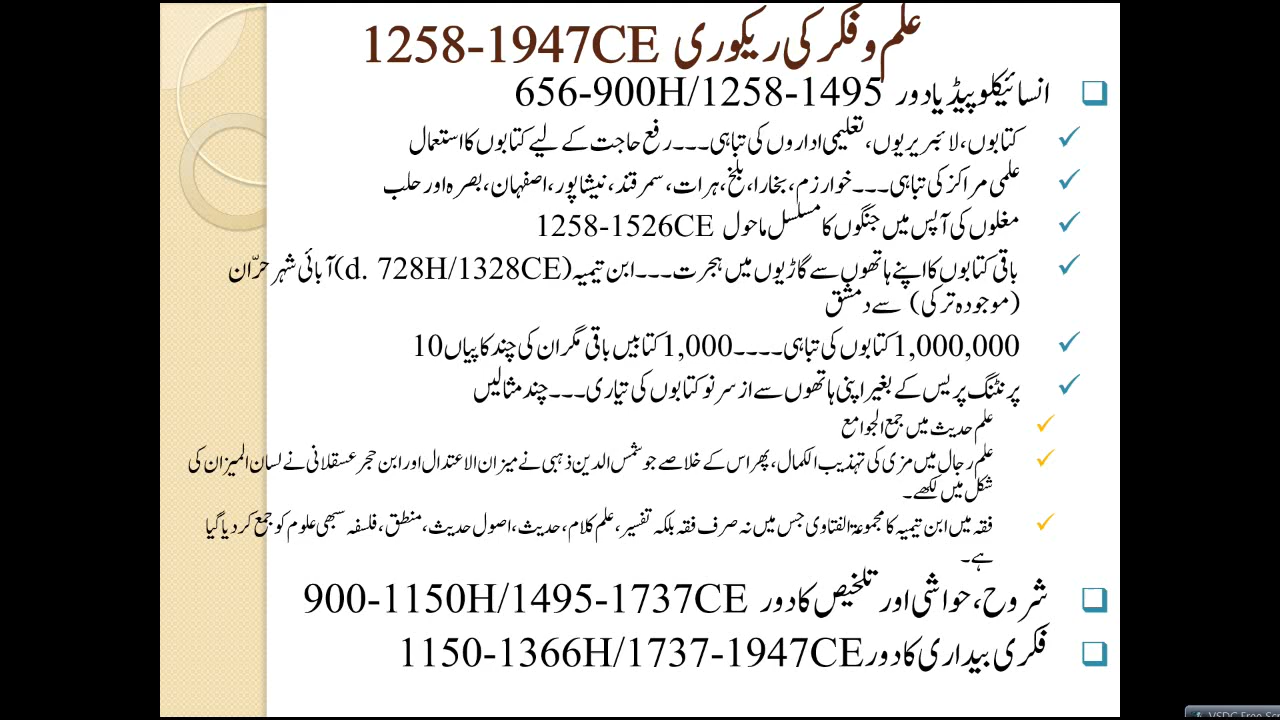 علم و فکر کی ریکوری 1258-1947CE
انسائیکلوپیڈیا دور 656-900H/1258-1495
کتابوں، لائبریریوں، تعلیمی اداروں کی تباہی۔۔۔رفع حاجت کے لیے کتابوں کا استعمال
علمی مراکز کی تباہی۔۔۔خوارزم، بخارا، بلخ، ہرات، سمرقند، نیشاپور، اصفہان، بصرہ اور حلب
مغلوں کی آپس میں جنگوں کا مسلسل ماحول 1258-1526CE
باقی کتابوں کا اپنے ہاتھوں سے گاڑیوں میں ہجرت۔۔۔ابن تیمیہ (d. 728H/1328CE) آبائی شہر حرّان
(موجودہ ترکی) سے دمشق
1,000,000 کتابوں کی تباہی۔۔۔۔1,000 کتابیں باقی مگر ان کی چند کاپیاں 10
پرنٹنگ پریس کے بغیر اپنی ہاتھوں سے از سر نو کتابوں کی تیاری۔۔۔چند مثالیں
علم حدیث میں جمع الجوامع
علم رجال میں مزی کی تہذیب الکمال، پھر اس کے خلاصے جو شمس الدین ذہبی نے میزان الاعتدال اور ابن حجر عسقلانی نے لسان المیزان کی
شکل میں لکھے۔
فقہ میں ابن تیمیہ کا مجموعۃ الفتاوی جس میں نہ صرف فقہ بلکہ تفسیر، علم کلام، حدیث، اصول حدیث، منطق، فلسفہ سبھی علوم کو جمع کر دیا گیا
ہے۔
شروح، حواشی اور تلخیص کا دور 900-1150H/1495-1737CE
فکری بیداری کا دور 1150-1366H/1737-1947CE